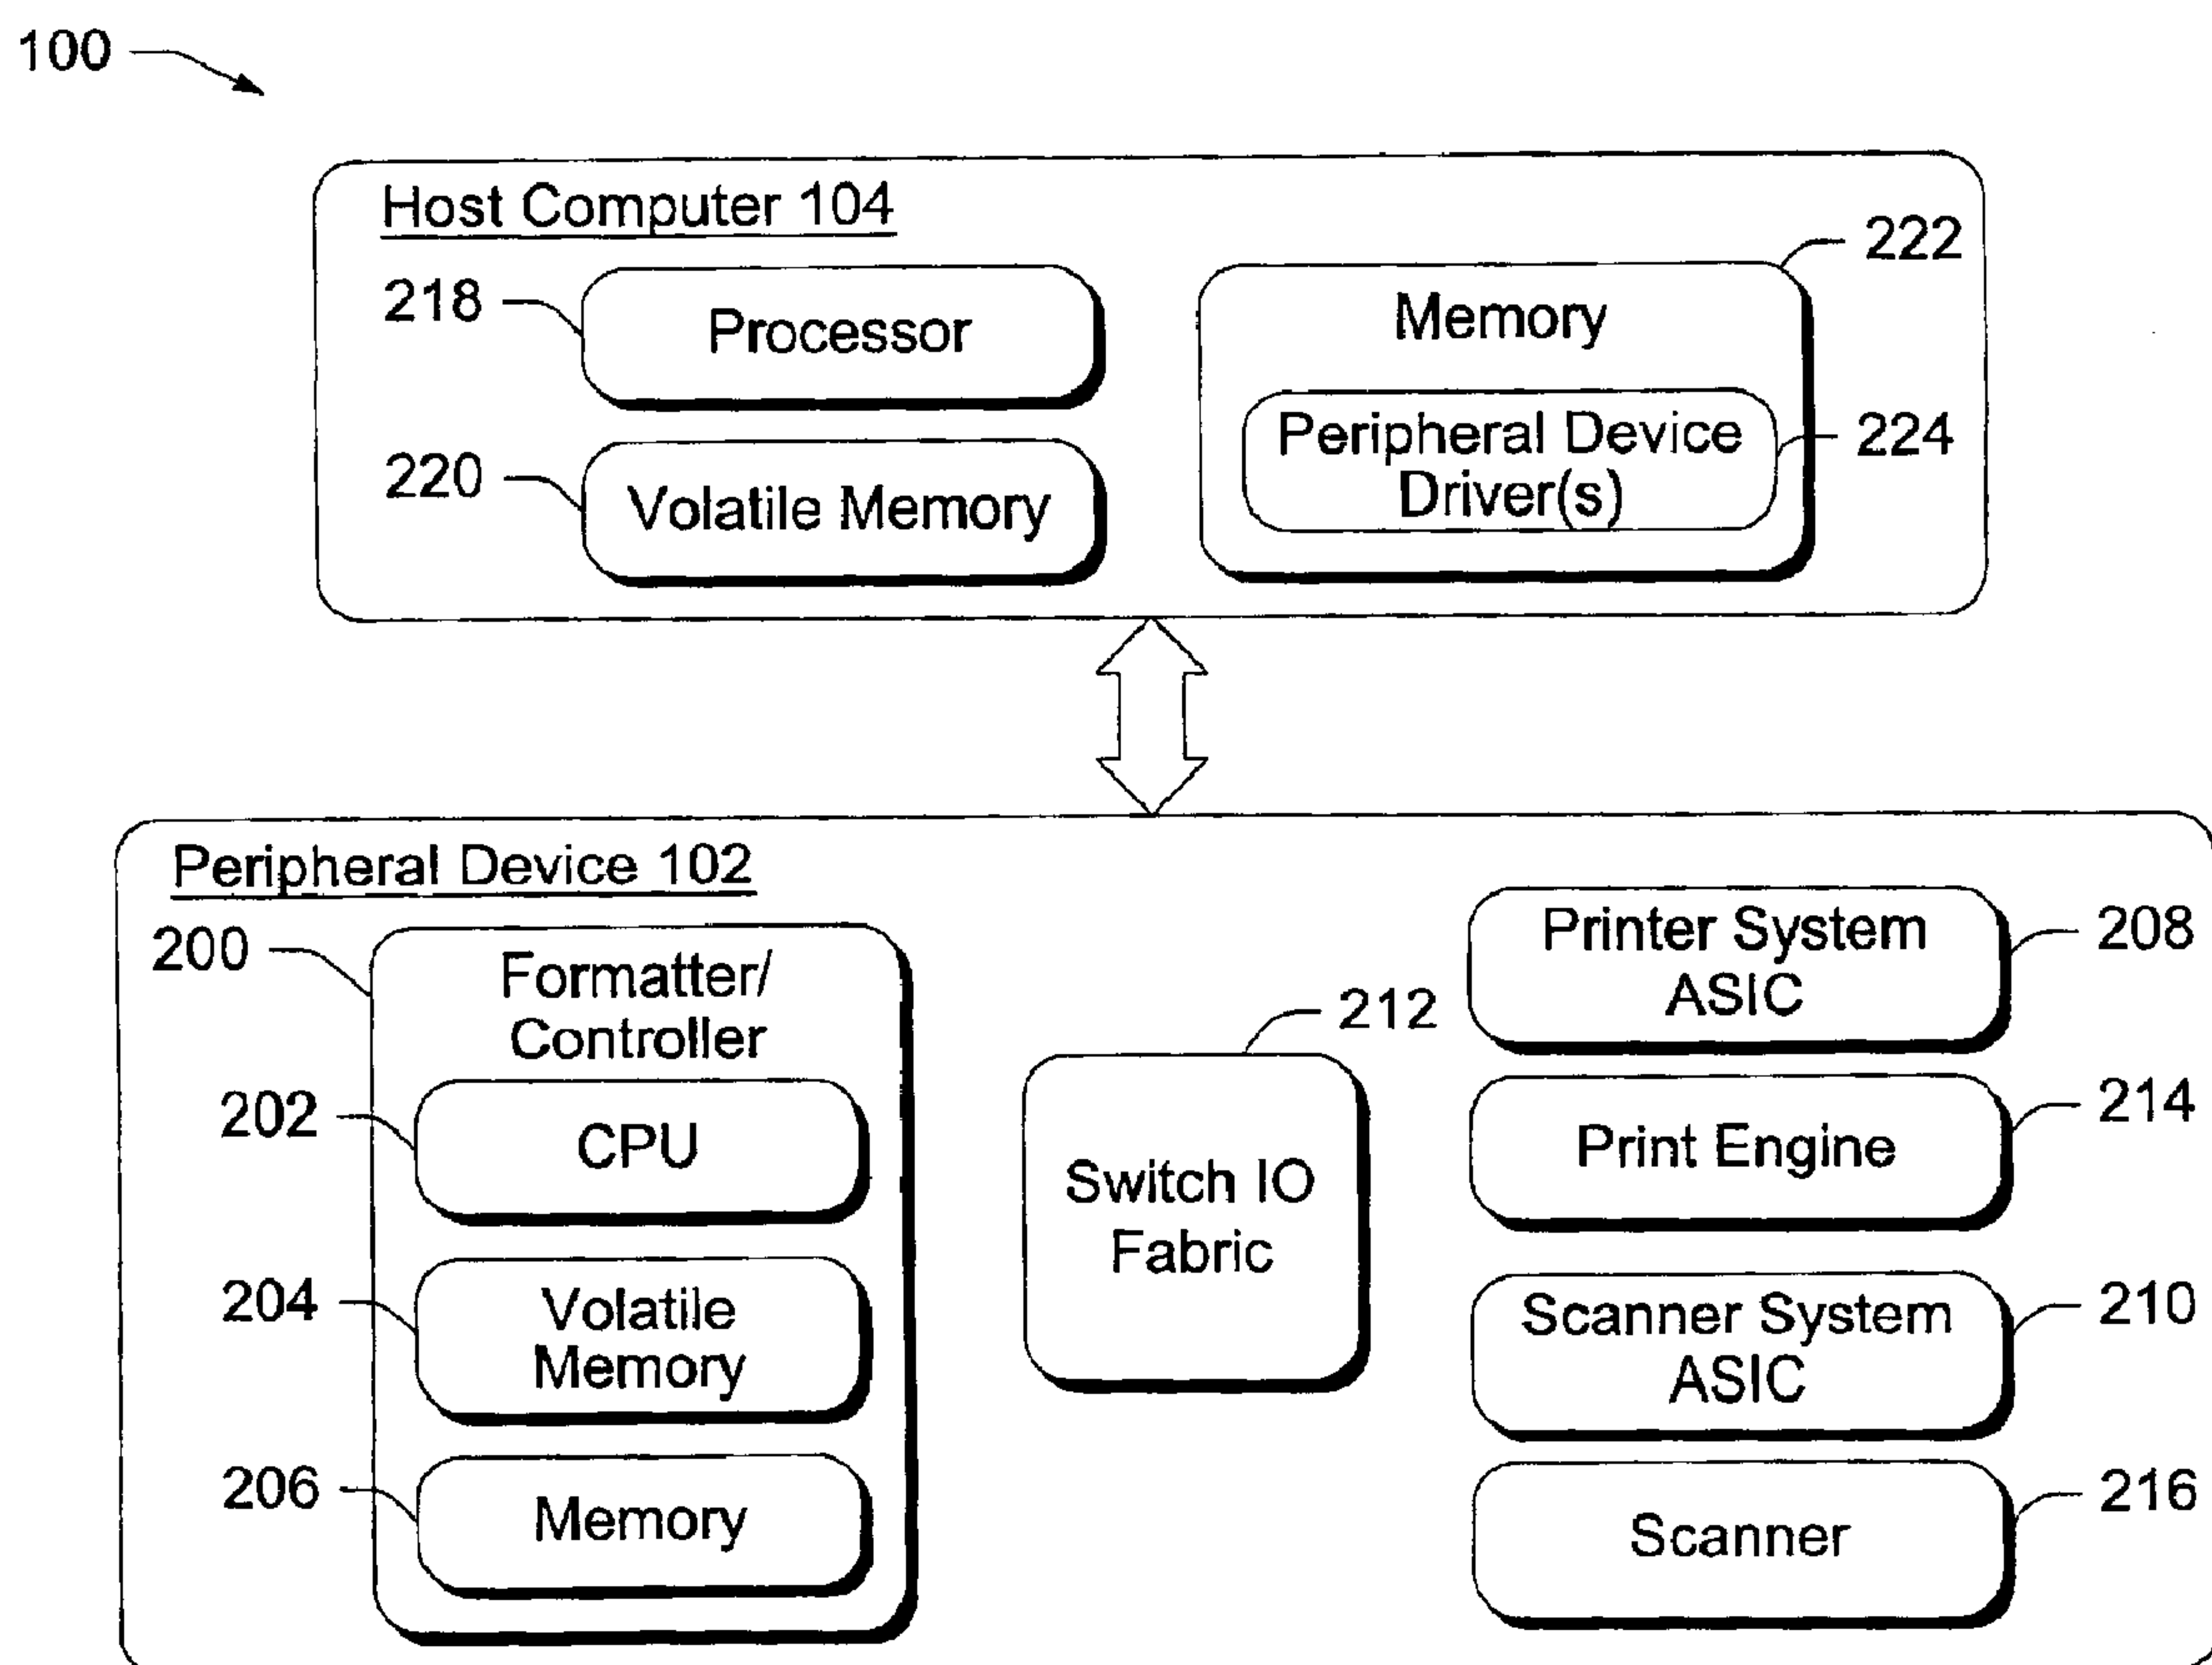 100
Host Computer 104
218
Processor
222
Memory
220
Volatile Memory
Peripheral Device
Driver(s)
224
Peripheral Device 102
200
Formatter/
Controller
202
CPU
204
Volatile
Memory
206
Memory
212
Switch IO
Fabric
Printer System
ASIC
208
Print Engine
214
Scanner System
ASIC
210
Scanner
216